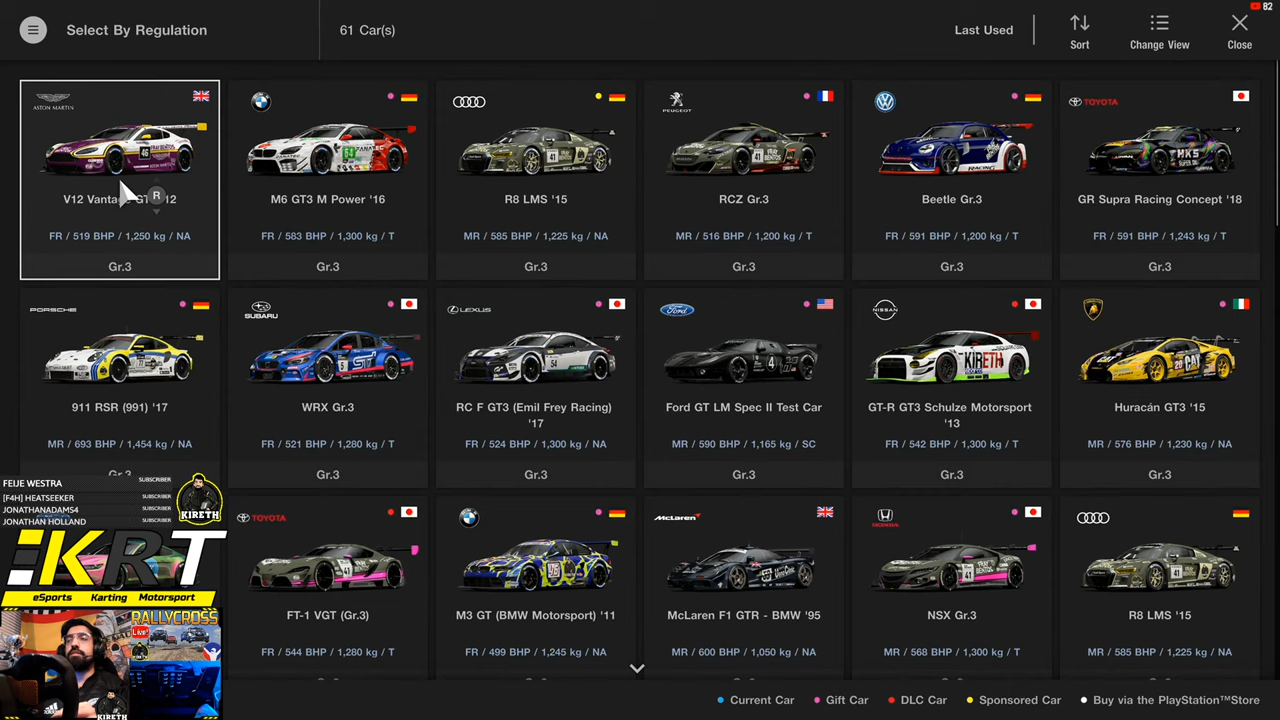 82
Select By Regulation
61 Car(s)
Last Used
Sort
Change View
Close
ASTON MARTIN
V12 Vanta
12
R
FR / 519 BHP / 1,250 kg / NA
Gr.3
M6 GT3 M Power '16
FR / 583 BHP / 1,300 kg / T
Gr.3
R8 LMS '15
MR / 585 BHP / 1,225 kg / NA
Gr.3
PEUGEOT
RCZ Gr.3
MR / 516 BHP / 1,200 kg / T
Gr.3
Beetle Gr.3
FR / 591 BHP / 1,200 kg / T
Gr.3
TOYOTA
GR Supra Racing Concept '18
FR / 591 BHP / 1,243 kg / T
Gr.3
PORSCHE
911 RSR (991) '17
MR / 693 BHP / 1,454 kg / NA
Gr.3
SUBARU
WRX Gr.3
FR / 521 BHP / 1,280 kg / T
Gr.3
LEXUS
RC F GT3 (Emil Frey Racing)
'17
FR / 524 BHP / 1,300 kg / NA
Gr.3
Ford
Ford GT LM Spec II Test Car
MR / 590 BHP / 1,165 kg / SC
Gr.3
NISSAN
KIRETH
GT-R GT3 Schulze Motorsport
'13
FR / 542 BHP / 1,300 kg / T
Gr.3
Huracán GT3 '15
MR / 576 BHP / 1,230 kg / NA
Gr.3
FEIJE WESTRA SUBSCRIBER
[F4H] HEATSEEKER SUBSCRIBER
JONATHANADAMS4 SUBSCRIBER
JONATHAN HOLLAND SUBSCRIBER
KIRETH
KRT
eSports Karting Motorsport
RALLYCROSS
Live!
KIRETH
TOYOTA
FT-1 VGT (Gr.3)
FR / 544 BHP / 1,280 kg / T
M3 GT (BMW Motorsport) '11
FR / 499 BHP / 1,245 kg / NA
McLaren
McLaren F1 GTR - BMW '95
MR / 600 BHP / 1,050 kg / NA
HONDA
NSX Gr.3
MR / 568 BHP / 1,300 kg / T
R8 LMS '15
MR / 585 BHP / 1,225 kg / NA
Current Car
Gift Car
DLC Car
Sponsored Car
Buy via the PlayStation™Store